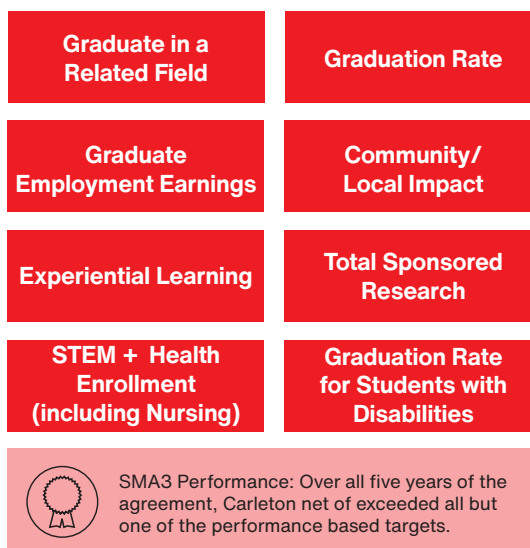 Graduate in a
Related Field
Graduation Rate
Graduate
Employment Earnings
Community/
Local Impact
Experiential Learning
Total Sponsored
Research
STEM + Health
Enrollment
(including Nursing)
Graduation Rate
for Students with
Disabilities
SMA3 Performance: Over all five years of the
agreement, Carleton net of exceeded all but
one of the performance based targets.